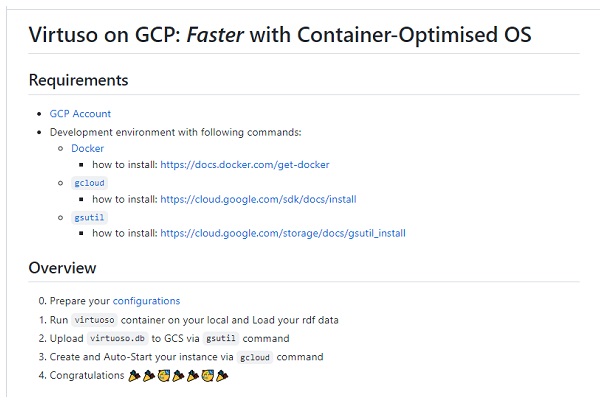 Virtuso on GCP: Faster with Container-Optimised OS
Requirements
• GCP Account
• Development environment with following commands:
◦ Docker
▪ how to install: https://docs.docker.com/get-docker
◦ gcloud
▪ how to install: https://cloud.google.com/sdk/docs/install
◦ gsutil
▪ how to install: https://cloud.google.com/storage/docs/gsutil_install
Overview
0. Prepare your configurations
1. Run virtuoso container on your local and Load your rdf data
2. Upload virtuoso.db to GCS via gsutil command
3. Create and Auto-Start your instance via gcloud command
4. Congratulations